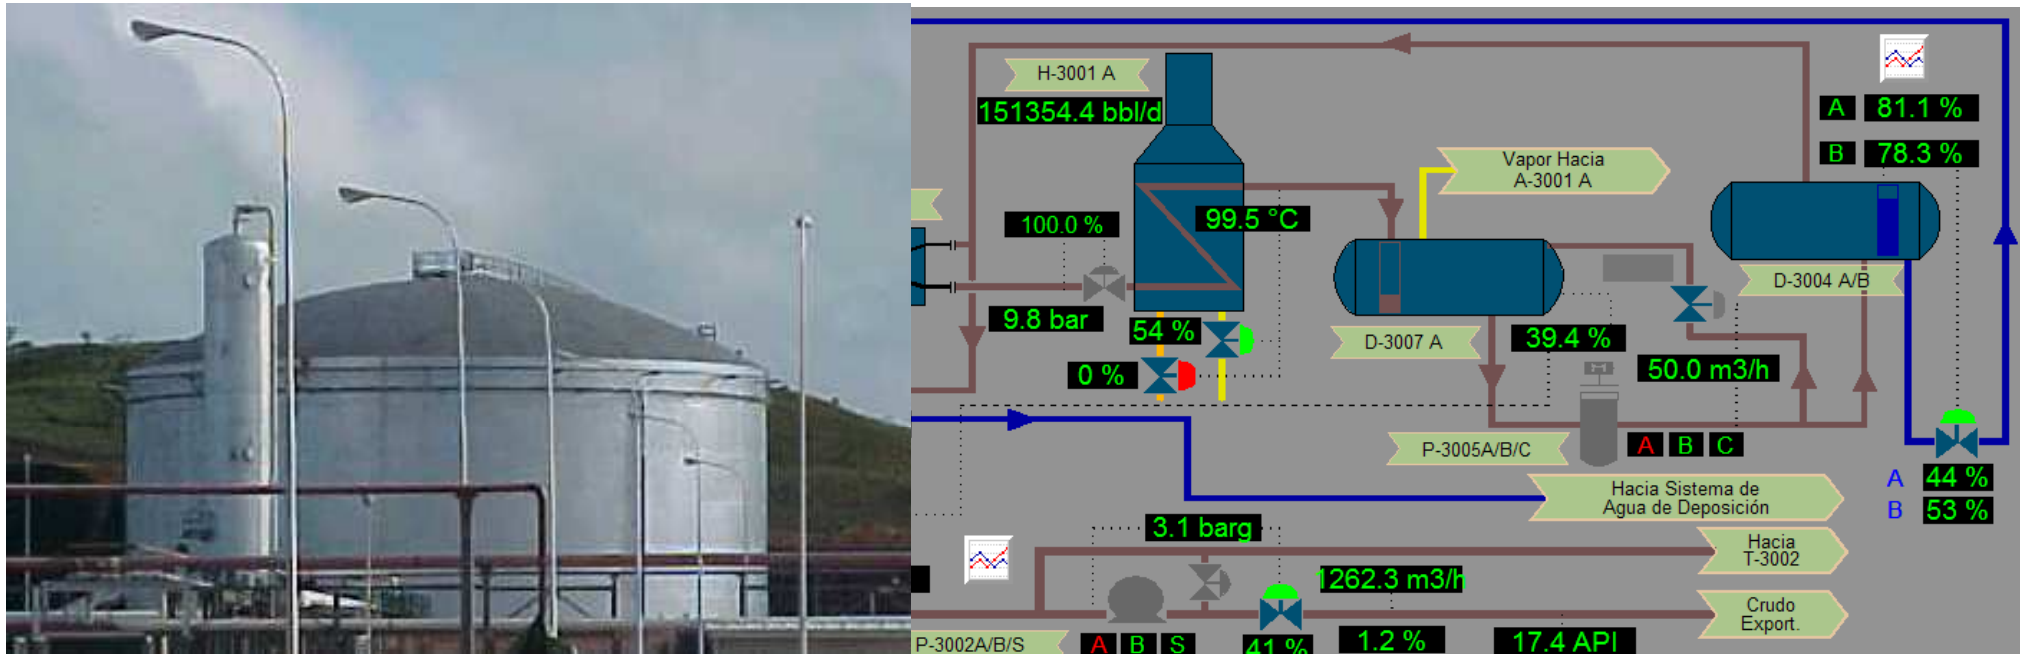 H-3001 A
151354.4 bbl/d
A 81.1 %
B 78.3 %
Vapor Hacia
A-3001 A
100.0 %
99.5 °C
D-3004 A/B
9.8 bar
54 %
D-3007 A
39.4 %
0 %
50.0 m3/h
P-3005A/B/C
A B C
M
A 44 %
B 53 %
Hacia Sistema de
Agua de Deposición
3.1 barg
Hacia
T-3002
1262.3 m3/h
Crudo
Export.
P-3002A/B/S
A B S
41 %
1.2 %
17.4 API